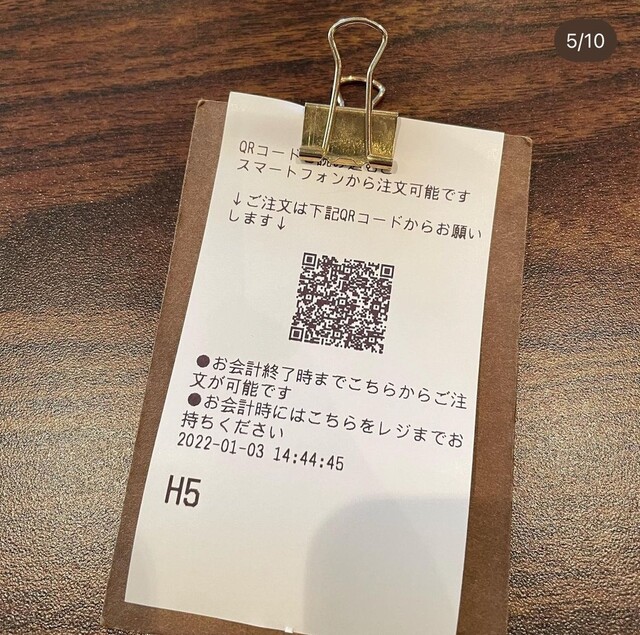 5/10
QRコード
スマートフォンから注文可能です
↓ご注文は下記QRコードからお願い
します↓
●お会計終了時までこちらからご注
文が可能です
●お会計時にはこちらをレジまでお
持ちください
2022-01-03 14:44:45
H5